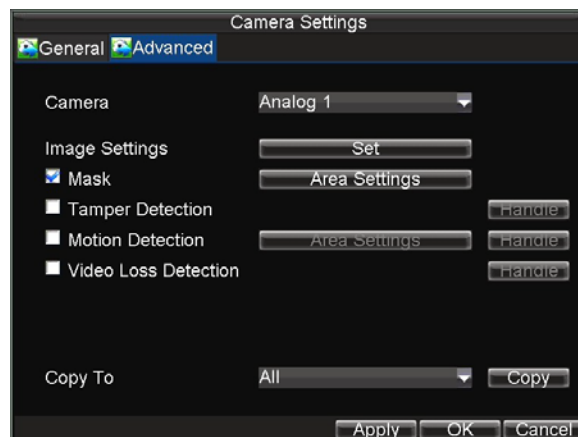 Camera Settings
General Advanced
Camera Analog 1
Image Settings Set
Mask Area Settings
Tamper Detection Handle
Motion Detection Area Settings Handle
Video Loss Detection Handle
Copy To All Copy
Apply OK Cancel